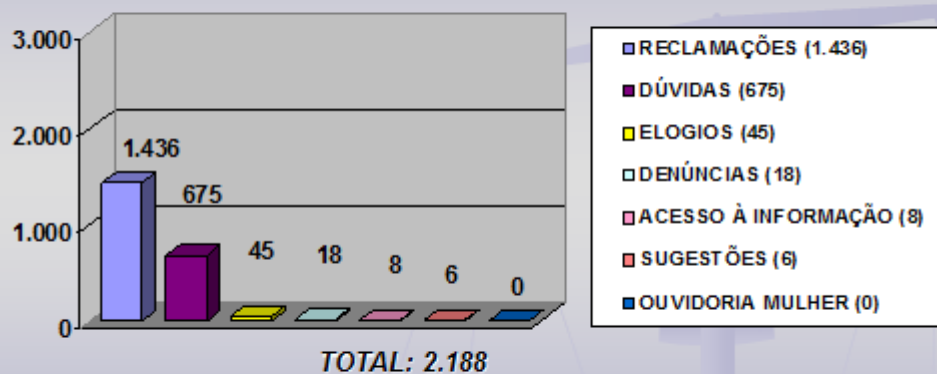 3.000
2.000
1.000
0
1.436
675
45
18
8
6
0
TOTAL: 2.188
RECLAMAÇÕES (1.436)
DÚVIDAS (675)
ELOGIOS (45)
DENÚNCIAS (18)
ACESSO À INFORMAÇÃO (8)
SUGESTÕES (6)
OUVIDORIA MULHER (0)